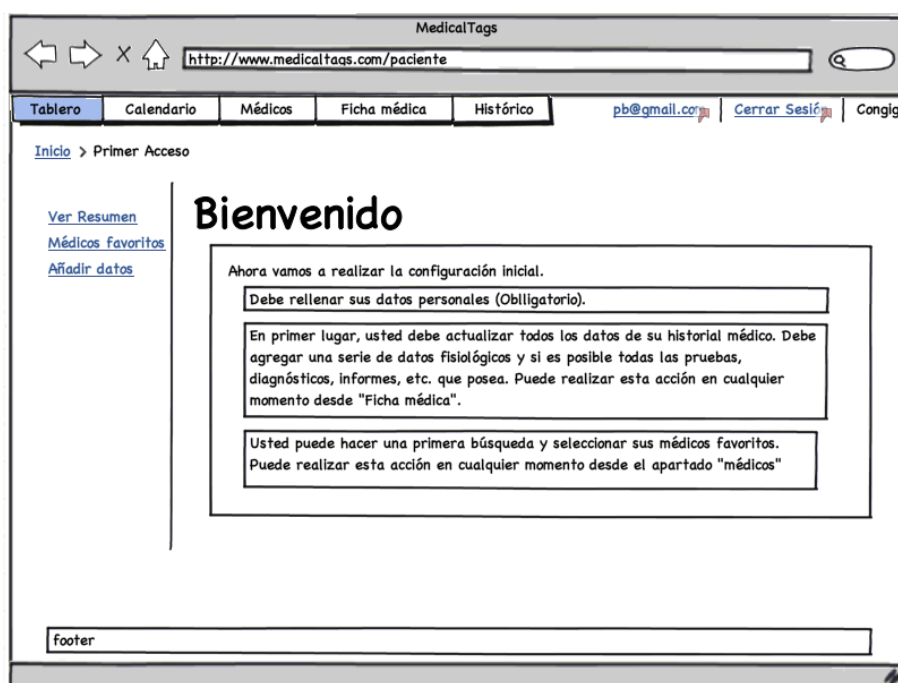 MedicalTags
http://www.medicaltags.com/paciente
Tablero Calendario Médicos Ficha médica Histórico pb@gmail.com Cerrar Sesión Congig
Inicio > Primer Acceso
Bienvenido
Ver Resumen
Médicos favoritos
Añadir datos
Ahora vamos a realizar la configuración inicial.
Debe rellenar sus datos personales (Oblligatorio).
En primer lugar, usted debe actualizar todos los datos de su historial médico. Debe
agregar una serie de datos fisiológicos y si es posible todas las pruebas,
diagnósticos, informes, etc. que posea. Puede realizar esta acción en cualquier
momento desde "Ficha médica".
Usted puede hacer una primera búsqueda y seleccionar sus médicos favoritos.
Puede realizar esta acción en cualquier momento desde el apartado "médicos"
footer